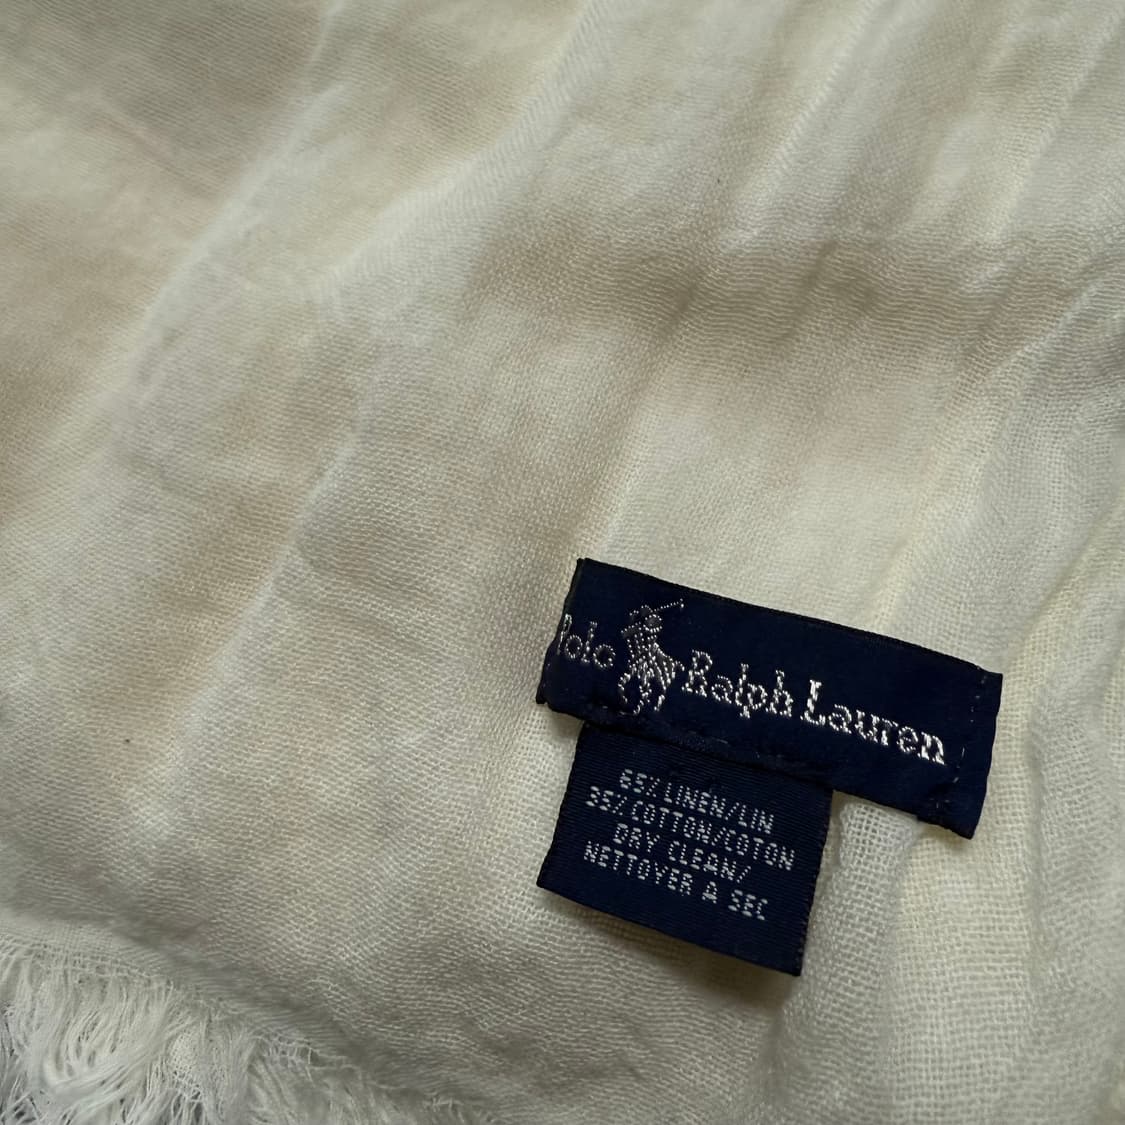 Polo Ralph Lauren
65% LINEN/LIN
35% COTTON/COTON
DRY CLEAN/
NETTOYER A SEC